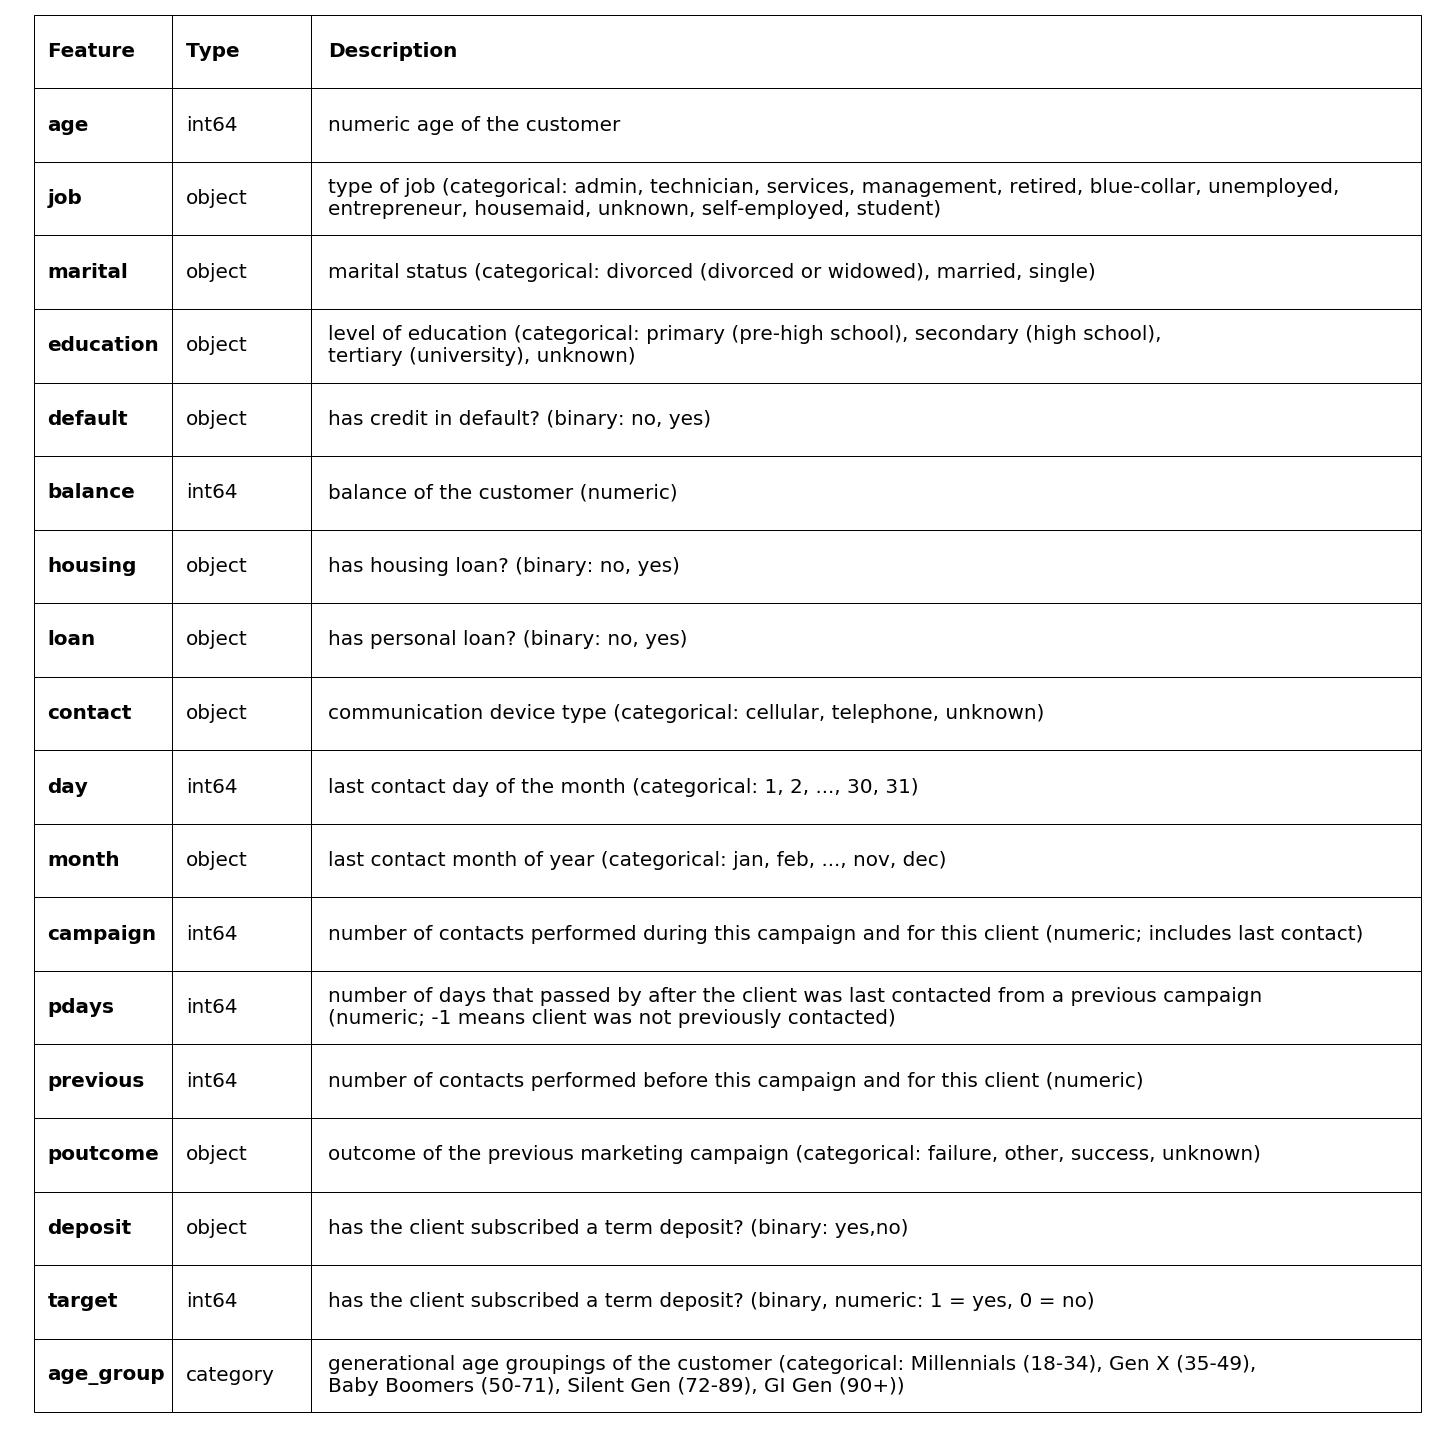 Feature Type Description
age int64 numeric age of the customer
job object type of job (categorical: admin, technician, services, management, retired, blue-collar, unemployed,
entrepreneur, housemaid, unknown, self-employed, student)
marital object marital status (categorical: divorced (divorced or widowed), married, single)
education object level of education (categorical: primary (pre-high school), secondary (high school),
tertiary (university), unknown)
default object has credit in default? (binary: no, yes)
balance int64 balance of the customer (numeric)
housing object has housing loan? (binary: no, yes)
loan object has personal loan? (binary: no, yes)
contact object communication device type (categorical: cellular, telephone, unknown)
day int64 last contact day of the month (categorical: 1, 2, ..., 30, 31)
month object last contact month of year (categorical: jan, feb, ..., nov, dec)
campaign int64 number of contacts performed during this campaign and for this client (numeric; includes last contact)
pdays int64 number of days that passed by after the client was last contacted from a previous campaign
(numeric; -1 means client was not previously contacted)
previous int64 number of contacts performed before this campaign and for this client (numeric)
poutcome object outcome of the previous marketing campaign (categorical: failure, other, success, unknown)
deposit object has the client subscribed a term deposit? (binary: yes,no)
target int64 has the client subscribed a term deposit? (binary, numeric: 1 = yes, 0 = no)
age_group category generational age groupings of the customer (categorical: Millennials (18-34), Gen X (35-49),
Baby Boomers (50-71), Silent Gen (72-89), GI Gen (90+))